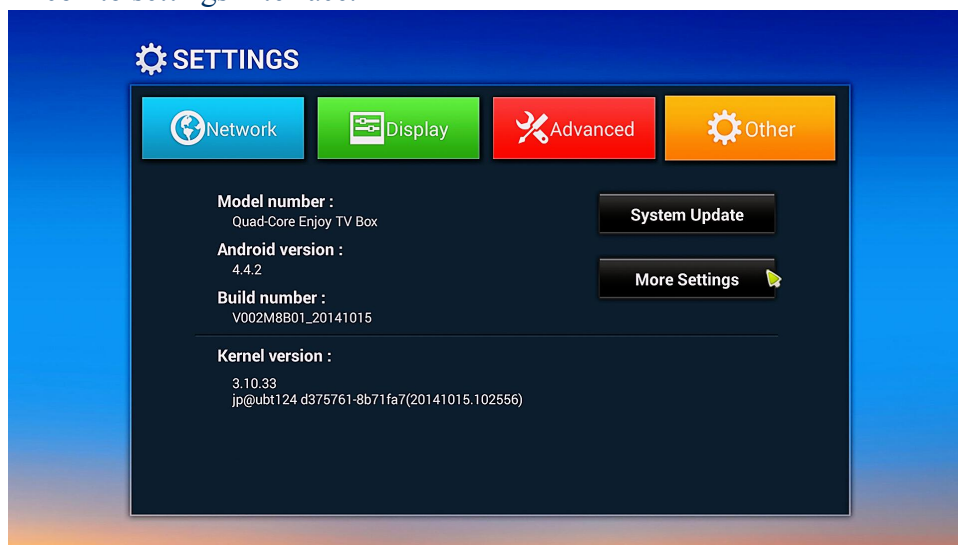 SETTINGS
Network
Display
Advanced
Other
Model number :
Quad-Core Enjoy TV Box
System Update
Android version :
4.4.2
More Settings
Build number :
V002M8B01_20141015
Kernel version :
3.10.33
jp@ubt124 d375761-8b71fa7(20141015.102556)